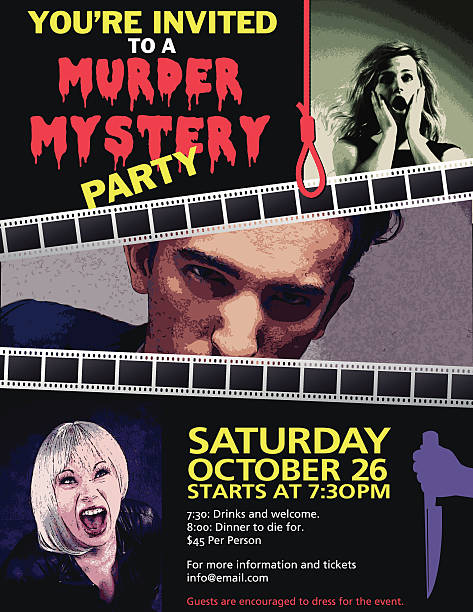 YOU'RE INVITED
TO A
MURDER
MYSTERY
PARTY
SATURDAY
OCTOBER 26
STARTS AT 7:30PM
7:30: Drinks and welcome.
8:00: Dinner to die for.
$45 Per Person
For more information and tickets
info@email.com
Guests are encouraged to dress for the event.